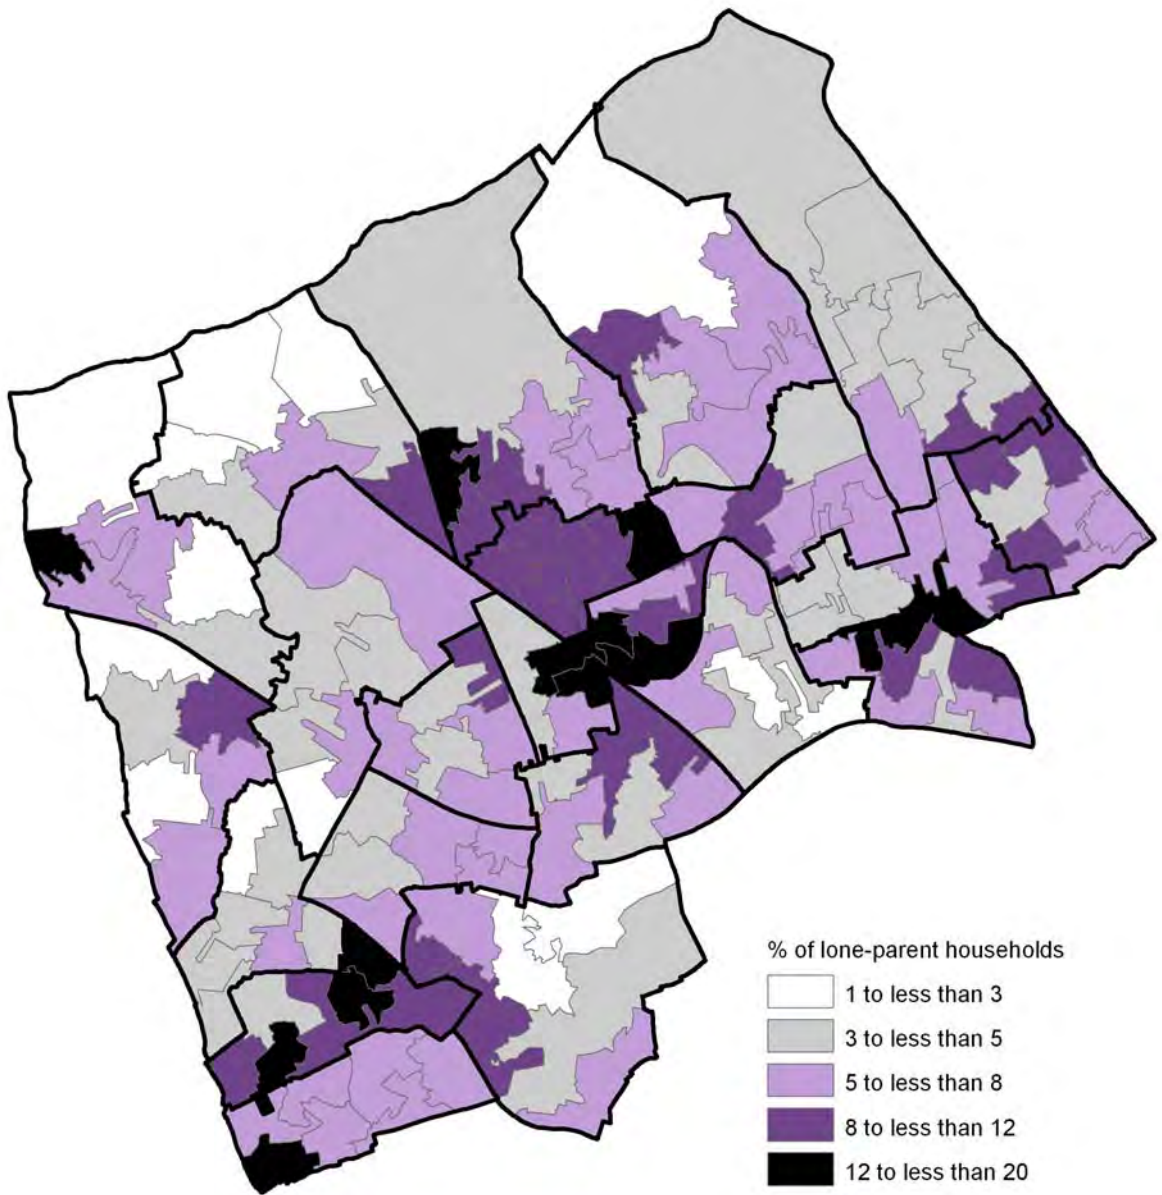 % of lone-parent households
1 to less than 3
3 to less than 5
5 to less than 8
8 to less than 12
12 to less than 20